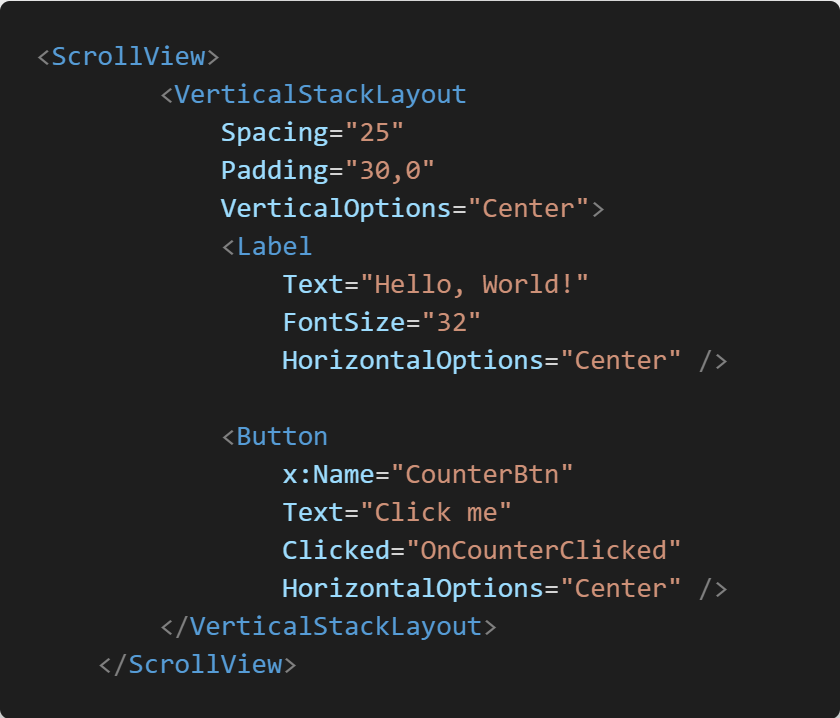 <ScrollView>
        <VerticalStackLayout
            Spacing="25"
            Padding="30,0"
            VerticalOptions="Center">
            <Label
                Text="Hello, World!"
                FontSize="32"
                HorizontalOptions="Center" />

            <Button
                x:Name="CounterBtn"
                Text="Click me"
                Clicked="OnCounterClicked"
                HorizontalOptions="Center" />
        </VerticalStackLayout>
    </ScrollView>